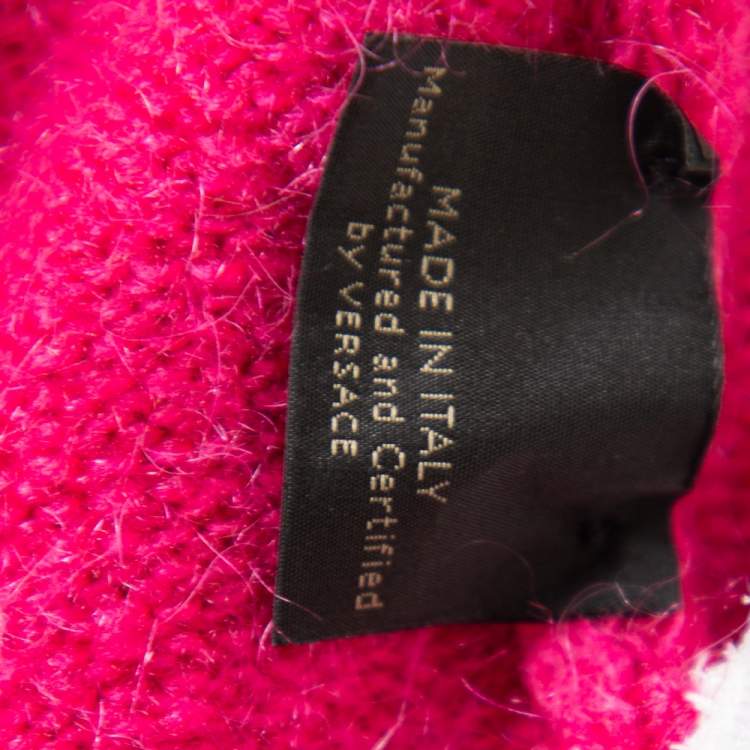 MADE IN ITALY
Manufactured and Certified
by VERSACE